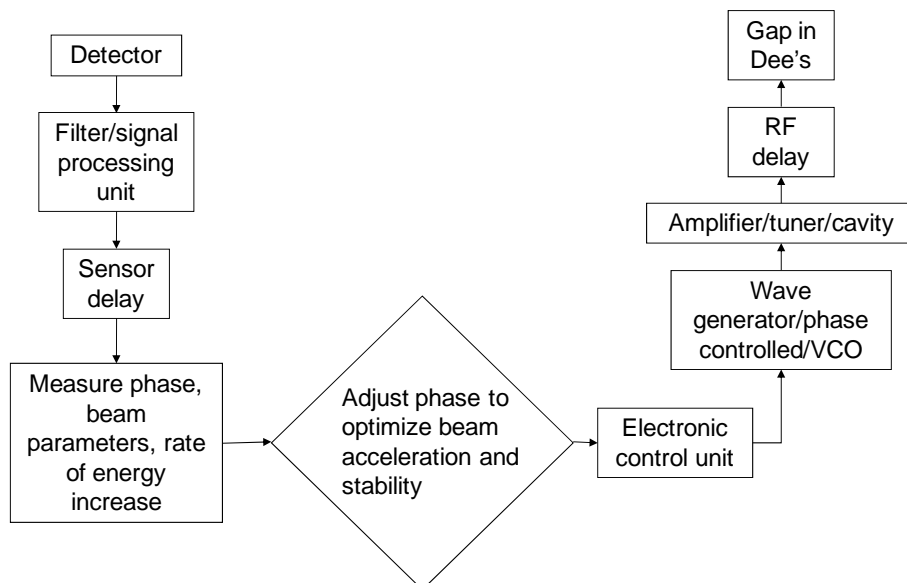 Detector
Filter/signal
processing
unit
Sensor
delay
Measure phase,
beam
parameters, rate
of energy
increase
Adjust phase to
optimize beam
acceleration and
stability
Electronic
control unit
Wave
generator/phase
controlled/VCO
Amplifier/tuner/cavity
RF
delay
Gap in
Dee's